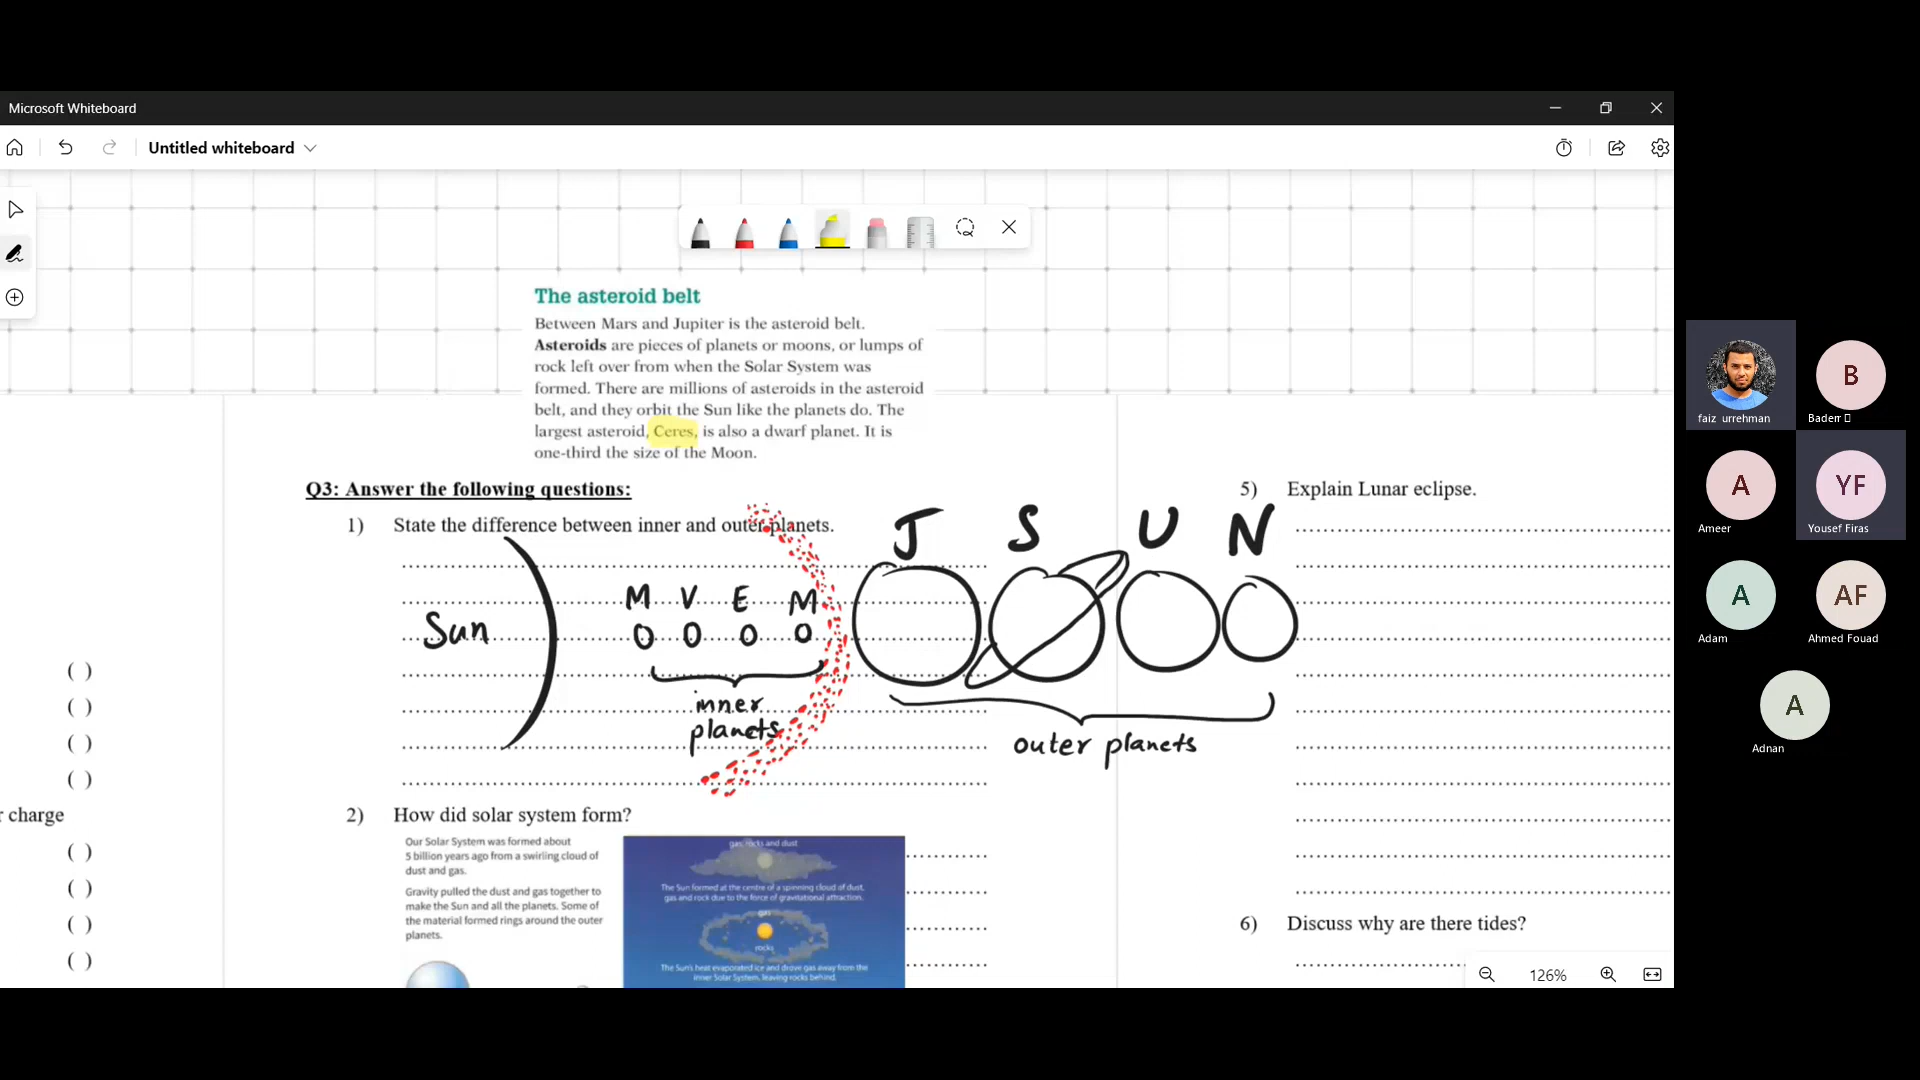 Microsoft Whiteboard
Untitled whiteboard
The asteroid belt
Between Mars and Jupiter is the asteroid belt.
Asteroids are pieces of planets or moons, or lumps of
rock left over from when the Solar System was
formed. There are millions of asteroids in the asteroid
belt, and they orbit the Sun like the planets do. The
largest asteroid, Ceres, is also a dwarf planet. It is
one-third the size of the Moon.
Q3: Answer the following questions:
1) State the difference between inner and outer planets.
J S U N
M V E M
Sun
inner
planets
outer planets
2) How did solar system form?
Our Solar System was formed about
5 billion years ago from a swirling cloud of
dust and gas.
Gravity pulled the dust and gas together to
make the Sun and all the planets. Some of
the material formed rings around the outer
planets.
gas, rocks and dust
The Sun formed at the centre of a spinning cloud of dust,
gas and rock due to the force of gravitational attraction.
gas
rocks
The Sun's heat evaporated ice and drove gas away from the
inner Solar System, leaving rocks behind.
( )
( )
( )
( )
r charge
( )
( )
( )
( )
5) Explain Lunar eclipse.
6) Discuss why are there tides?
126%
faiz urrehman
B
Baderr
A
Ameer
YF
Yousef Firas
A
Adam
AF
Ahmed Fouad
A
Adnan